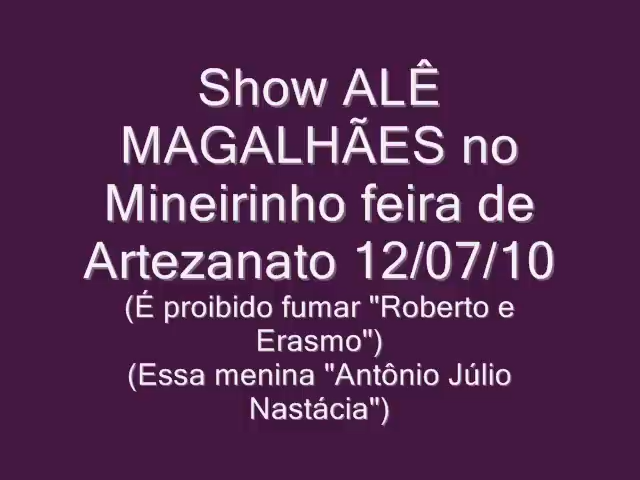 Show ALÊ
MAGALHÃES no
Mineirinho feira de
Artezanato 12/07/10
(É proibido fumar "Roberto e
Erasmo")
(Essa menina "Antônio Júlio
Nastácia")